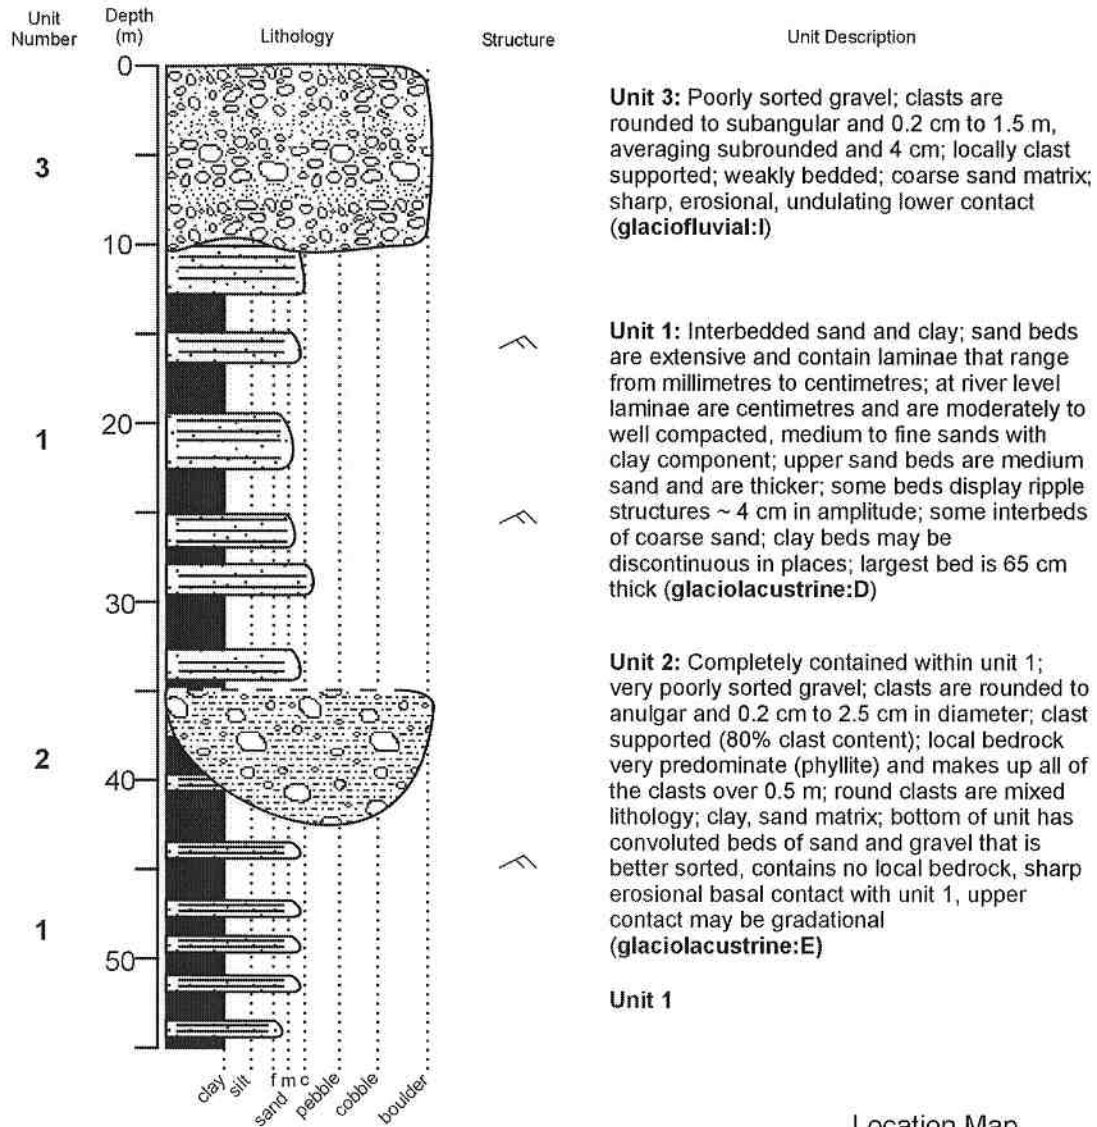 Unit Number
Depth (m)
Lithology
Structure
Unit Description
0
10
20
30
40
50
3
1
2
1
Unit 3: Poorly sorted gravel; clasts are
rounded to subangular and 0.2 cm to 1.5 m,
averaging subrounded and 4 cm; locally clast
supported; weakly bedded; coarse sand matrix;
sharp, erosional, undulating lower contact
(glaciofluvial:I)
Unit 1: Interbedded sand and clay; sand beds
are extensive and contain laminae that range
from millimetres to centimetres; at river level
laminae are centimetres and are moderately to
well compacted, medium to fine sands with
clay component; upper sand beds are medium
sand and are thicker; some beds display ripple
structures ~ 4 cm in amplitude; some interbeds
of coarse sand; clay beds may be
discontinuous in places; largest bed is 65 cm
thick (glaciolacustrine:D)
Unit 2: Completely contained within unit 1;
very poorly sorted gravel; clasts are rounded to
anulgar and 0.2 cm to 2.5 cm in diameter; clast
supported (80% clast content); local bedrock
very predominate (phyllite) and makes up all of
the clasts over 0.5 m; round clasts are mixed
lithology; clay, sand matrix; bottom of unit has
convoluted beds of sand and gravel that is
better sorted, contains no local bedrock, sharp
erosional basal contact with unit 1, upper
contact may be gradational
(glaciolacustrine:E)
Unit 1
clay
silt
f m c
sand
pebble
cobble
boulder
Location Map